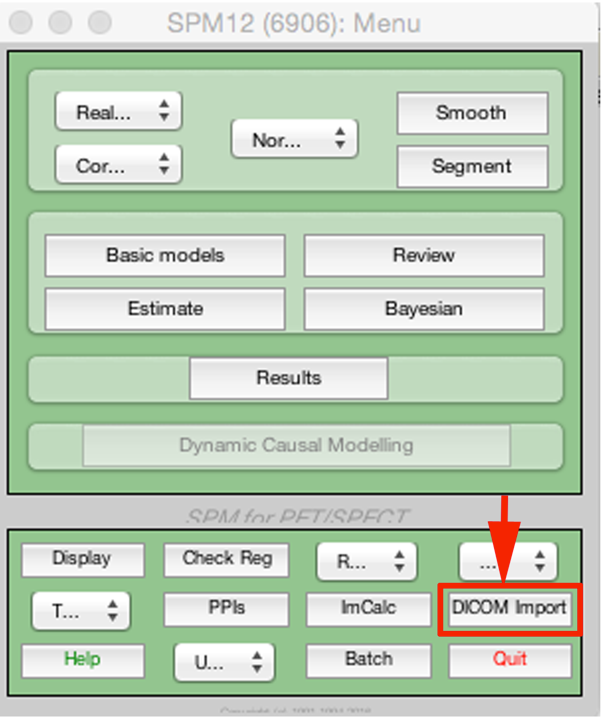 SPM12 (6906): Menu
Real...
Smooth
Nor...
Cor...
Segment
Basic models
Review
Estimate
Bayesian
Results
Dynamic Causal Modelling
SPM for PET/SPECT
Display
Check Reg
R...
...
T...
PPIs
ImCalc
DICOM Import
Help
U...
Batch
Quit